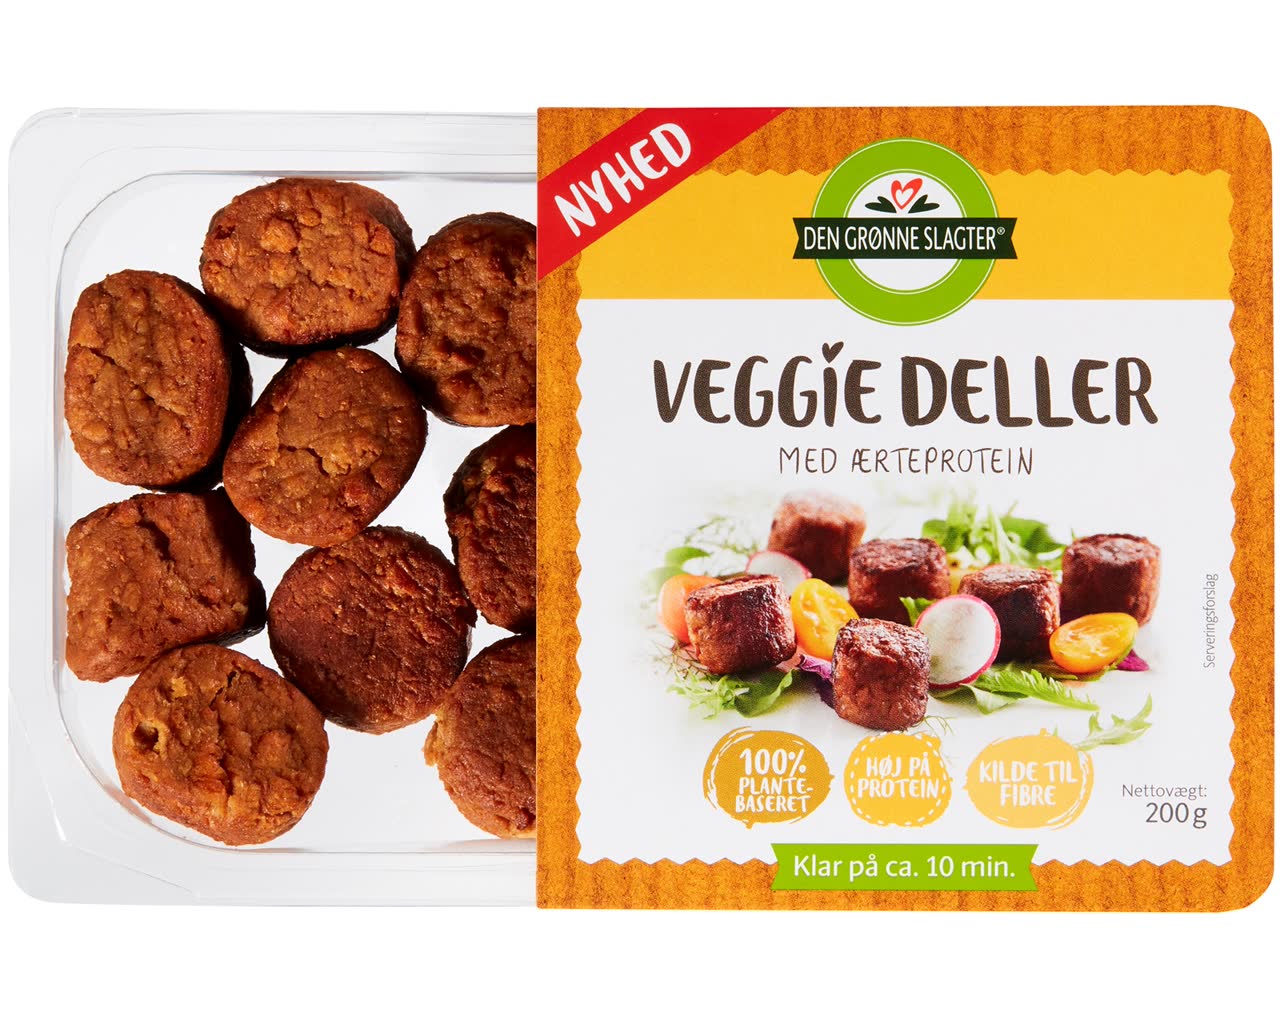 NYHED
DEN GRØNNE SLAGTER®
VEGGIE DELLER
MED ÆRTEPROTEIN
Serveringsforslag
100%
PLANTE-
BASERET
HØJ PÅ
PROTEIN
KILDE TIL
FIBRE
Nettovægt:
200g
Klar på ca. 10 min.